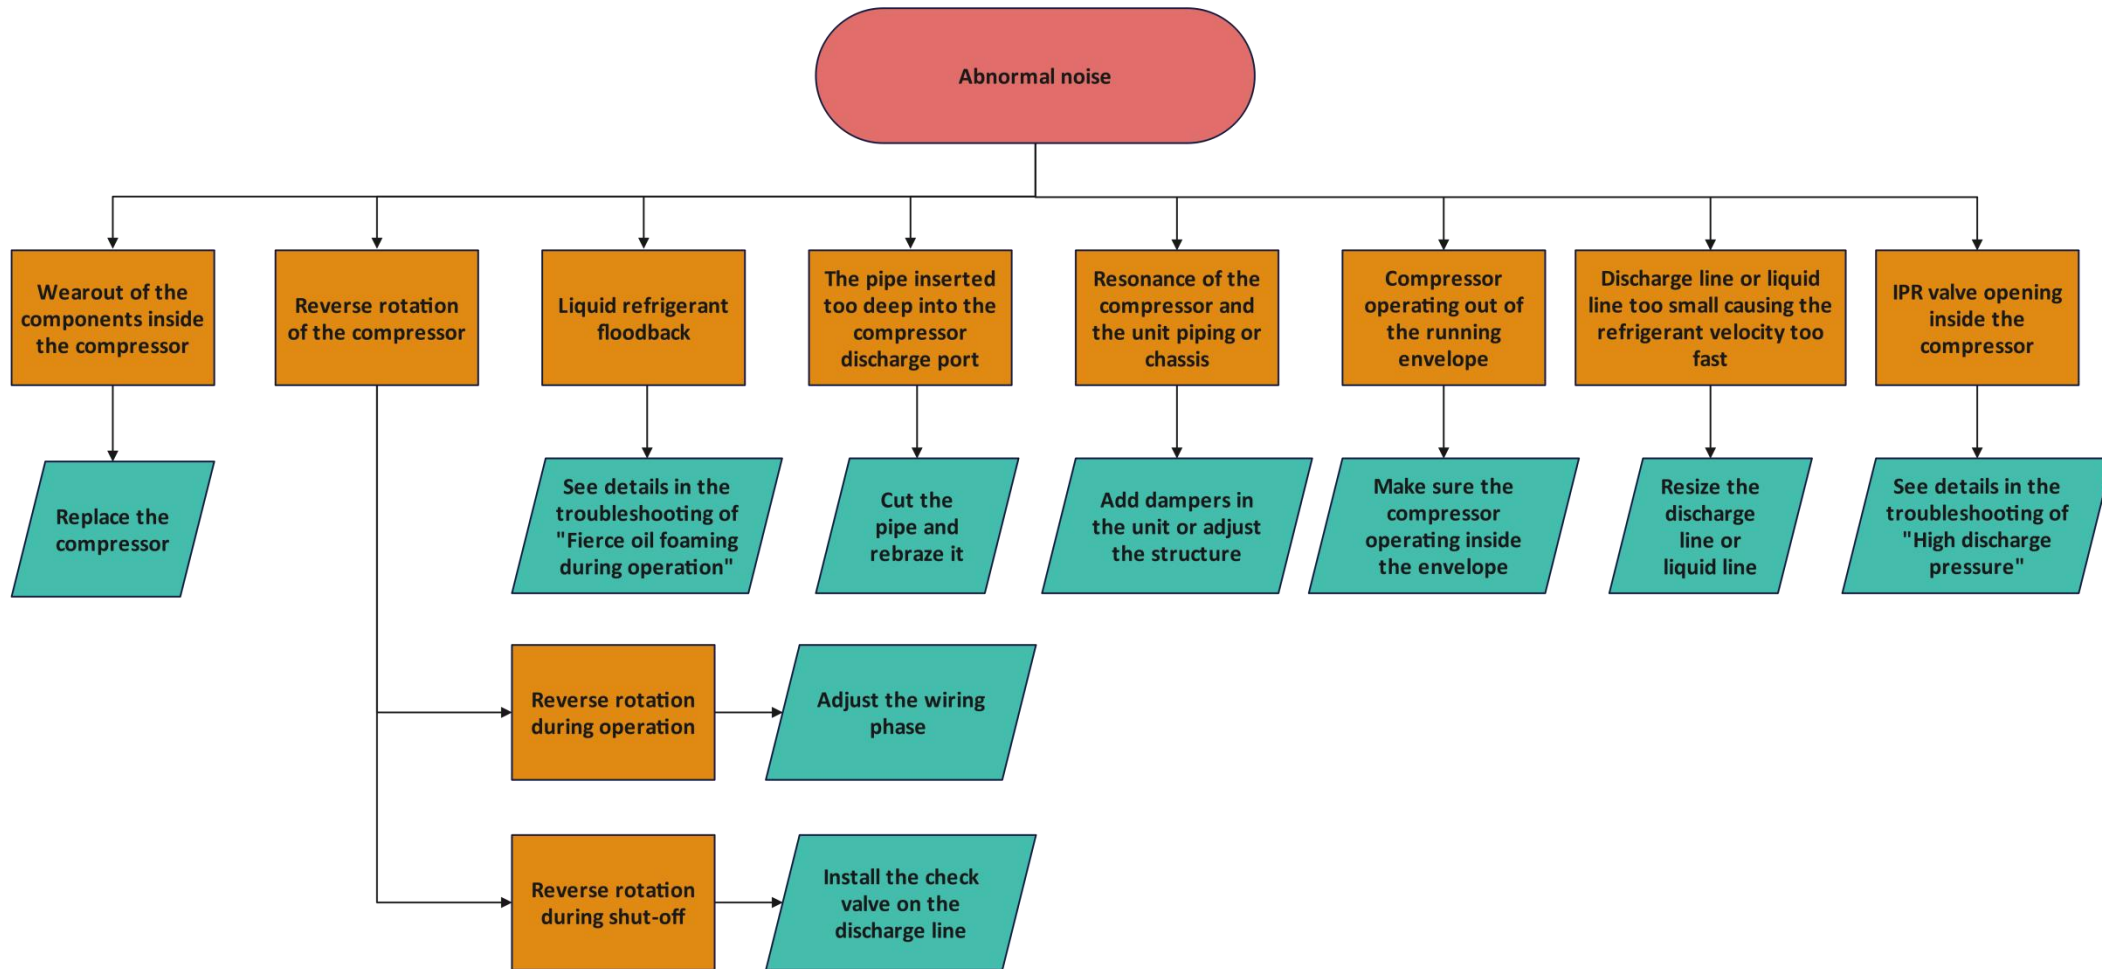 Abnormal noise
Wearout of the
components inside
the compressor
Reverse rotation
of the compressor
Liquid refrigerant
floodback
The pipe inserted
too deep into the
compressor
discharge port
Resonance of the
compressor and
the unit piping or
chassis
Compressor
operating out of
the running
envelope
Discharge line or liquid
line too small causing the
refrigerant velocity too
fast
IPR valve opening
inside the
compressor
Replace the
compressor
See details in the
troubleshooting of
"Fierce oil foaming
during operation"
Cut the
pipe and
rebraze it
Add dampers in
the unit or adjust
the structure
Make sure the
compressor
operating inside
the envelope
Resize the
discharge
line or
liquid line
See details in the
troubleshooting of
"High discharge
pressure"
Reverse rotation
during operation
Adjust the wiring
phase
Reverse rotation
during shut-off
Install the check
valve on the
discharge line